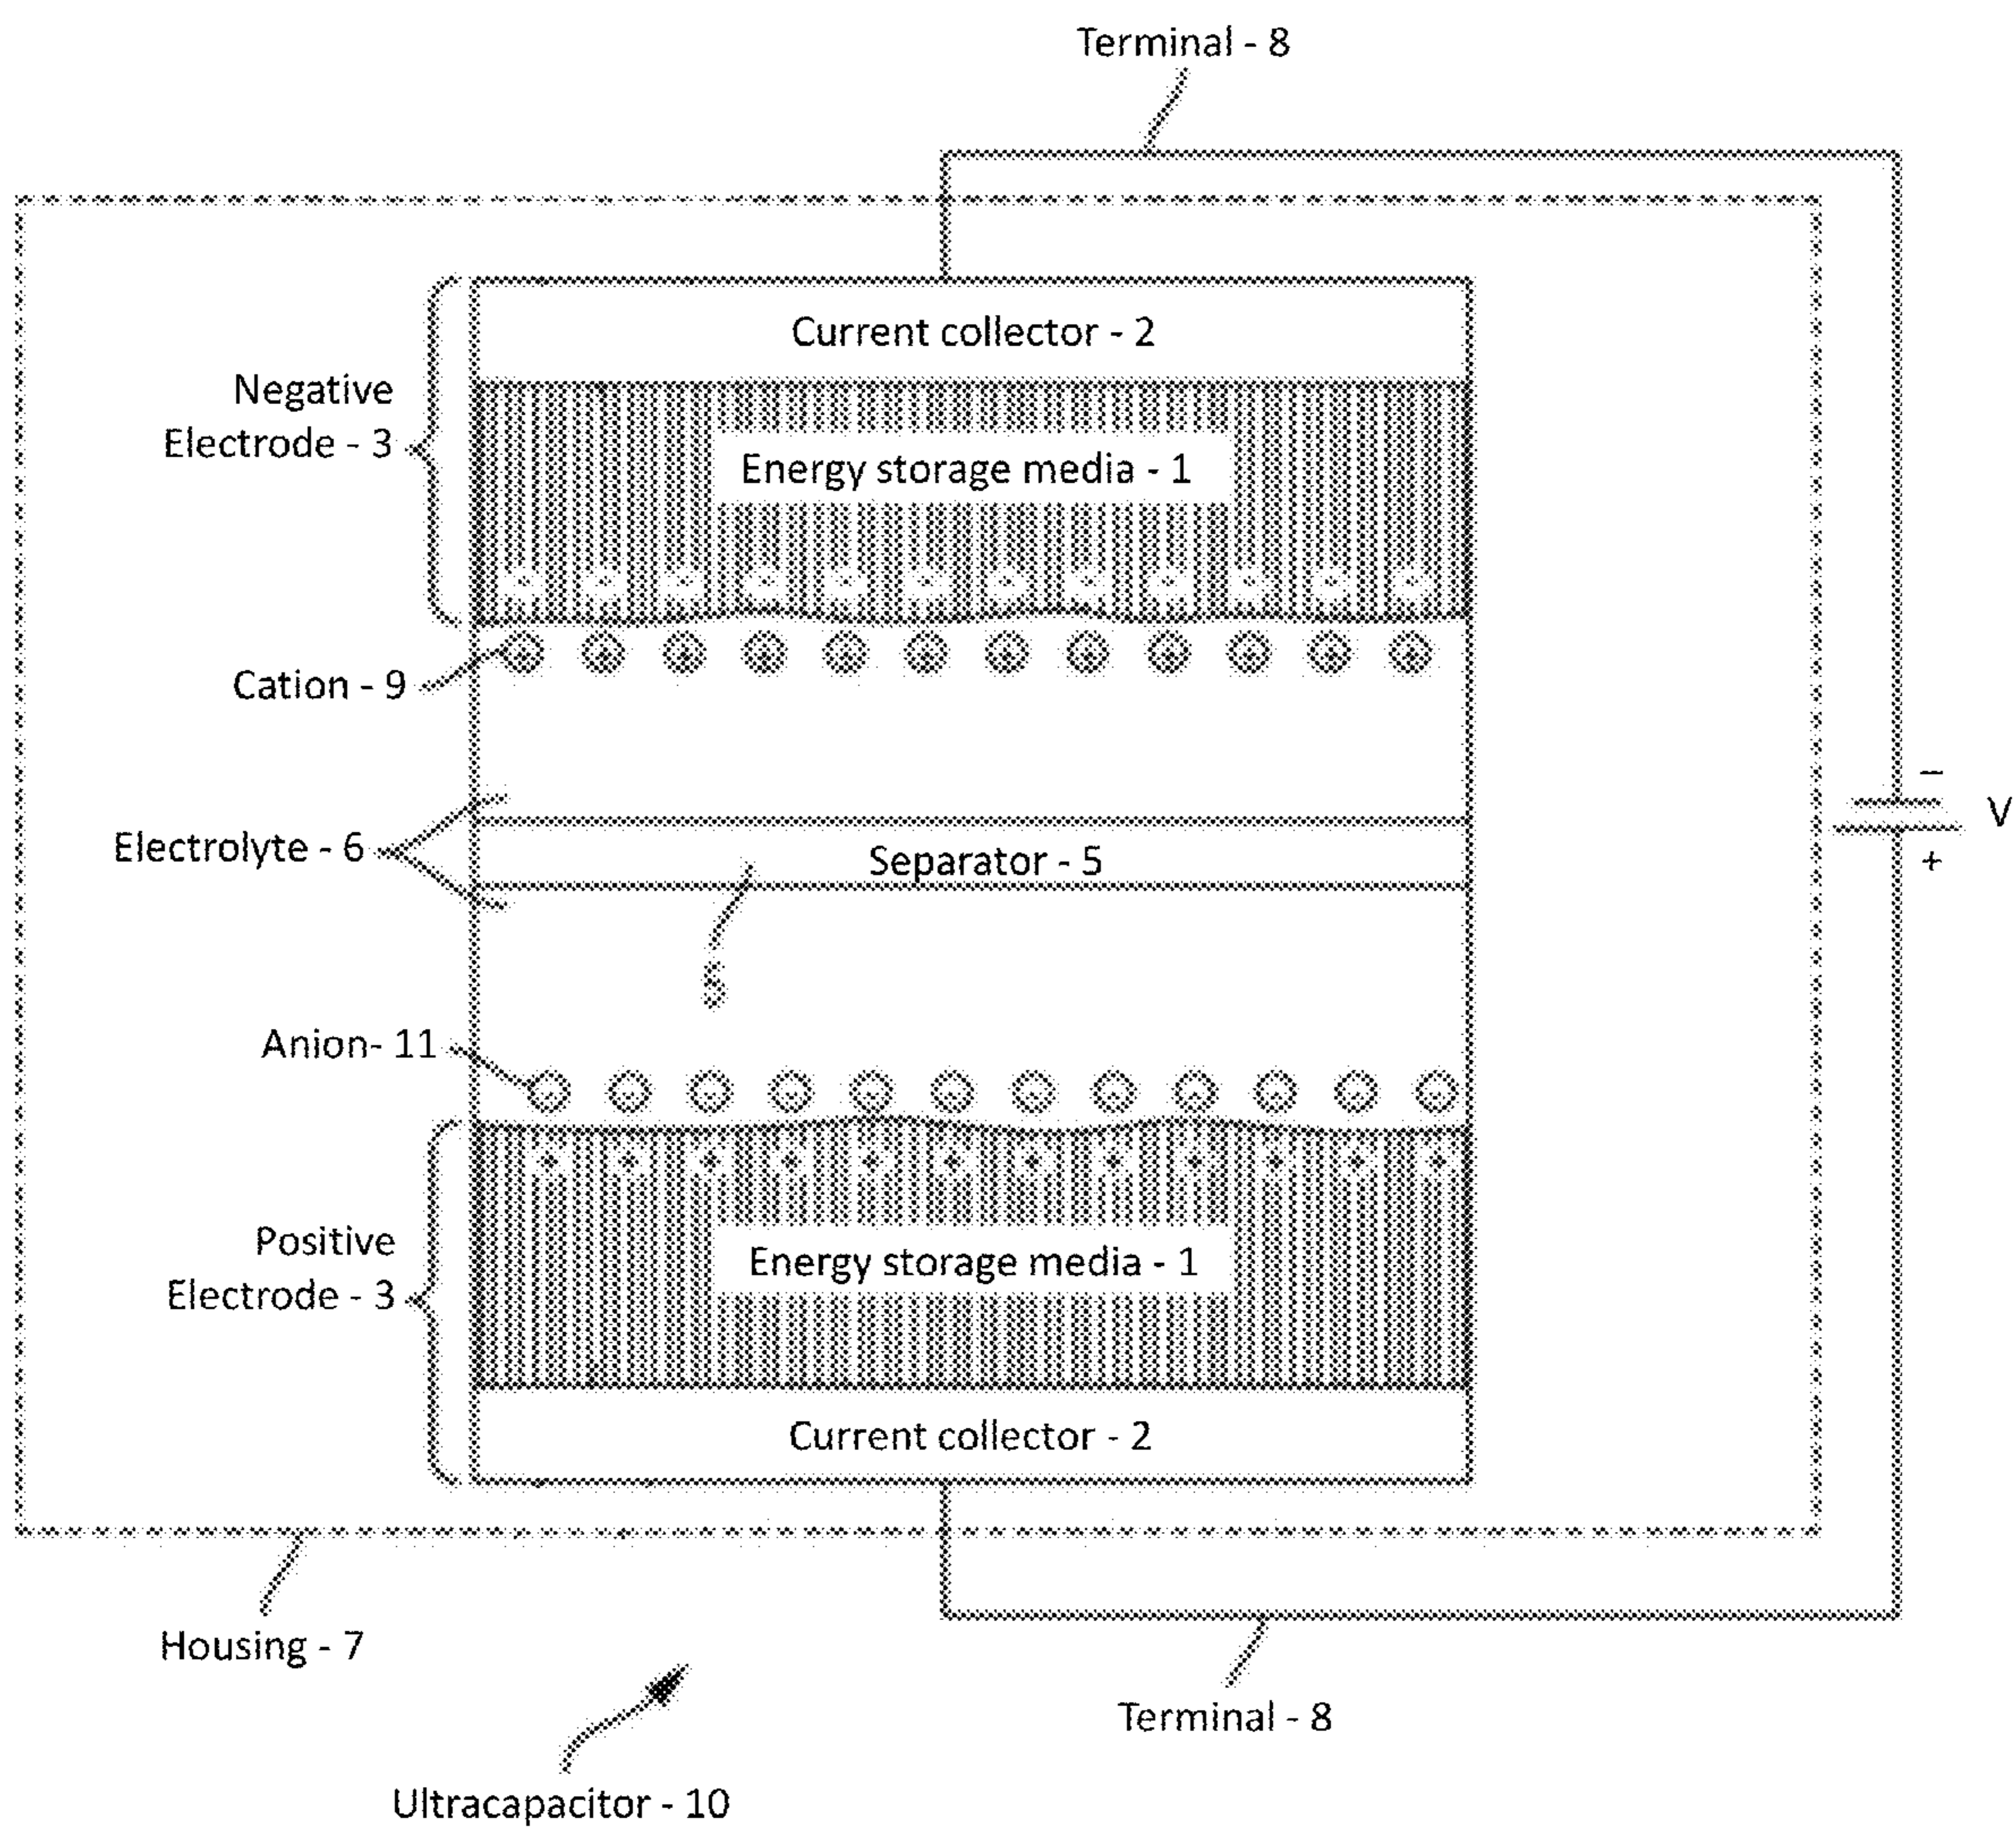 Terminal - 8
Current collector - 2
Negative
Electrode - 3
Energy storage media - 1
Cation - 9
−
V
Electrolyte - 6
Separator - 5
+
Anion- 11
Positive
Electrode - 3
Energy storage media - 1
Current collector - 2
Housing - 7
Terminal - 8
Ultracapacitor - 10